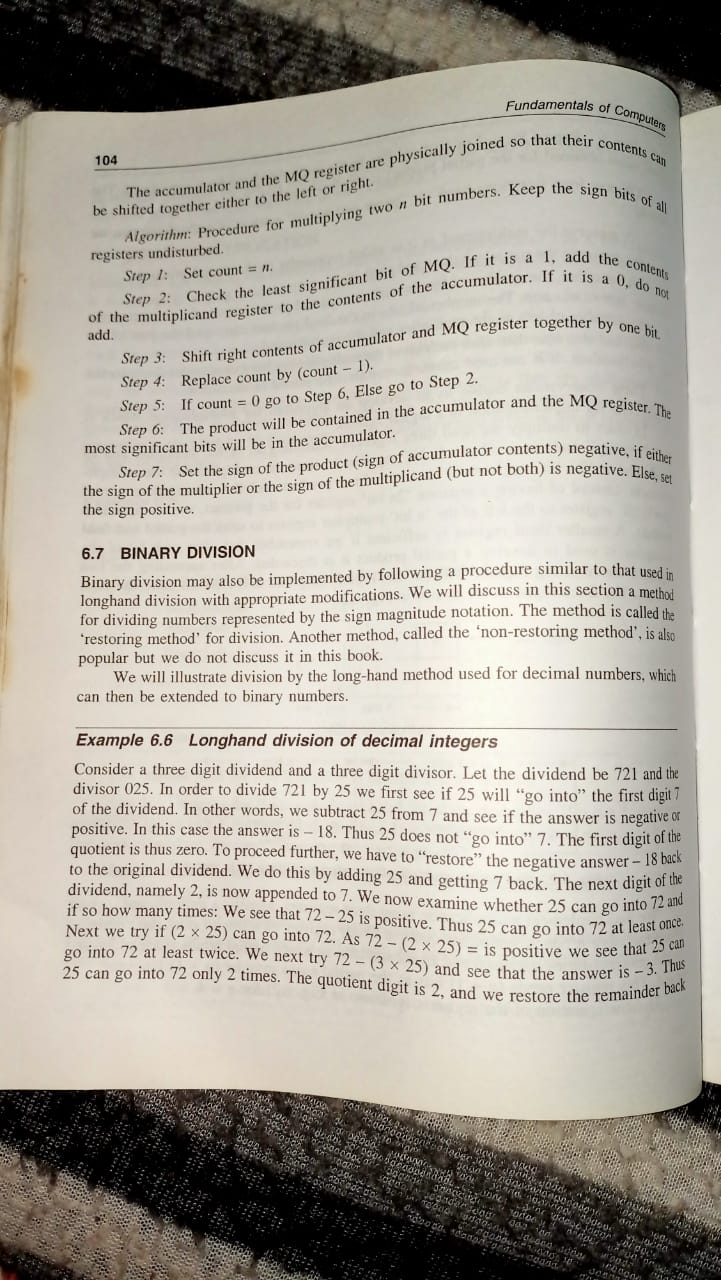 Fundamentals of Computers
104
The accumulator and the MQ register are physically joined so that their contents can
be shifted together either to the left or right.
Algorithm: Procedure for multiplying two n bit numbers. Keep the sign bits of all
registers undisturbed.
Step 1: Set count = n.
Step 2: Check the least significant bit of MQ. If it is a 1, add the contents
of the multiplicand register to the contents of the accumulator. If it is a 0, do not
add.
Step 3: Shift right contents of accumulator and MQ register together by one bit.
Step 4: Replace count by (count – 1).
Step 5: If count = 0 go to Step 6, Else go to Step 2.
Step 6: The product will be contained in the accumulator and the MQ register. The
most significant bits will be in the accumulator.
Step 7: Set the sign of the product (sign of accumulator contents) negative, if either
the sign of the multiplier or the sign of the multiplicand (but not both) is negative. Else, set
the sign positive.
6.7 BINARY DIVISION
Binary division may also be implemented by following a procedure similar to that used in
longhand division with appropriate modifications. We will discuss in this section a method
for dividing numbers represented by the sign magnitude notation. The method is called the
'restoring method' for division. Another method, called the 'non-restoring method', is also
popular but we do not discuss it in this book.
We will illustrate division by the long-hand method used for decimal numbers, which
can then be extended to binary numbers.
Example 6.6 Longhand division of decimal integers
Consider a three digit dividend and a three digit divisor. Let the dividend be 721 and the
divisor 025. In order to divide 721 by 25 we first see if 25 will "go into" the first digit 7
of the dividend. In other words, we subtract 25 from 7 and see if the answer is negative or
positive. In this case the answer is – 18. Thus 25 does not "go into" 7. The first digit of the
quotient is thus zero. To proceed further, we have to "restore" the negative answer – 18 back
to the original dividend. We do this by adding 25 and getting 7 back. The next digit of the
dividend, namely 2, is now appended to 7. We now examine whether 25 can go into 72 and
if so how many times: We see that 72 – 25 is positive. Thus 25 can go into 72 at least once.
Next we try if (2 × 25) can go into 72. As 72 – (2 × 25) = is positive we see that 25 can
go into 72 at least twice. We next try 72 – (3 × 25) and see that the answer is – 3. Thus
25 can go into 72 only 2 times. The quotient digit is 2, and we restore the remainder back